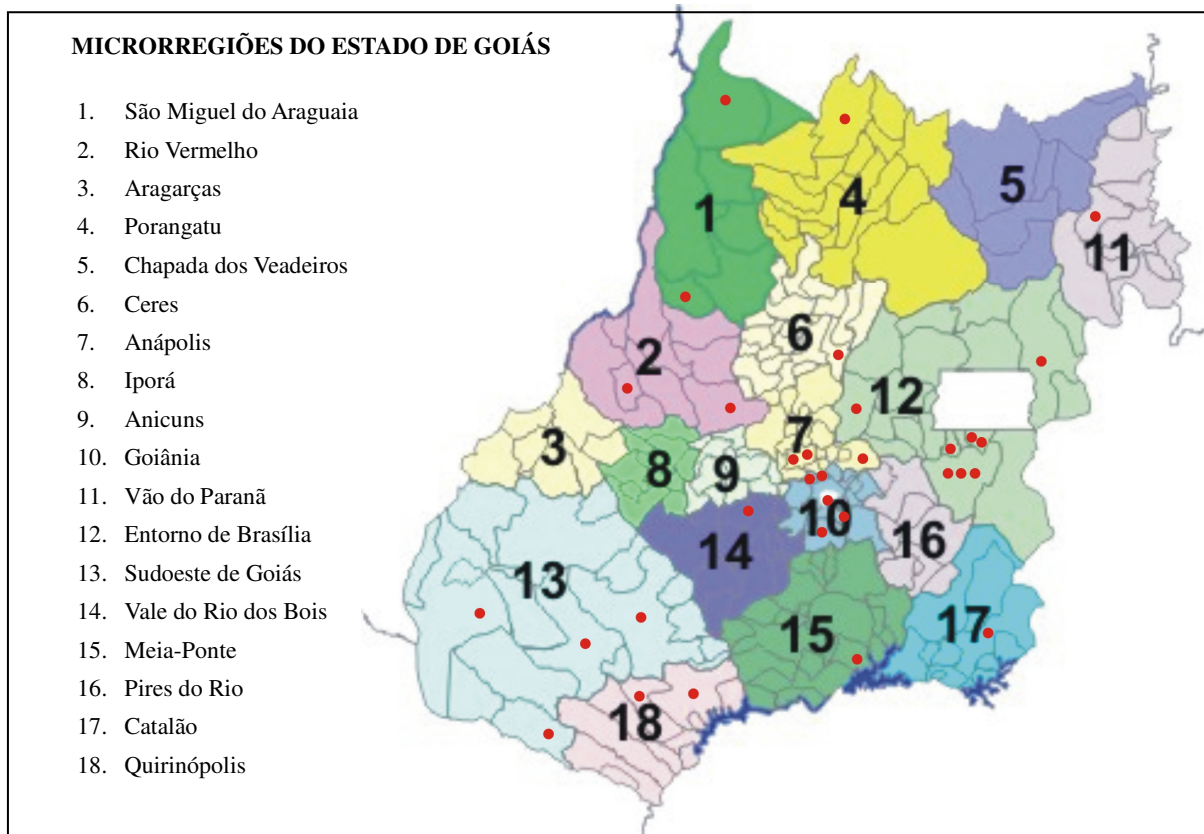 MICRORREGIÕES DO ESTADO DE GOIÁS
1. São Miguel do Araguaia
2. Rio Vermelho
3. Aragarças
4. Porangatu
5. Chapada dos Veadeiros
6. Ceres
7. Anápolis
8. Iporá
9. Anicuns
10. Goiânia
11. Vão do Paranã
12. Entorno de Brasília
13. Sudoeste de Goiás
14. Vale do Rio dos Bois
15. Meia-Ponte
16. Pires do Rio
17. Catalão
18. Quirinópolis
1
4
5
11
6
2
12
7
3
8
9
10
14
16
13
15
17
18